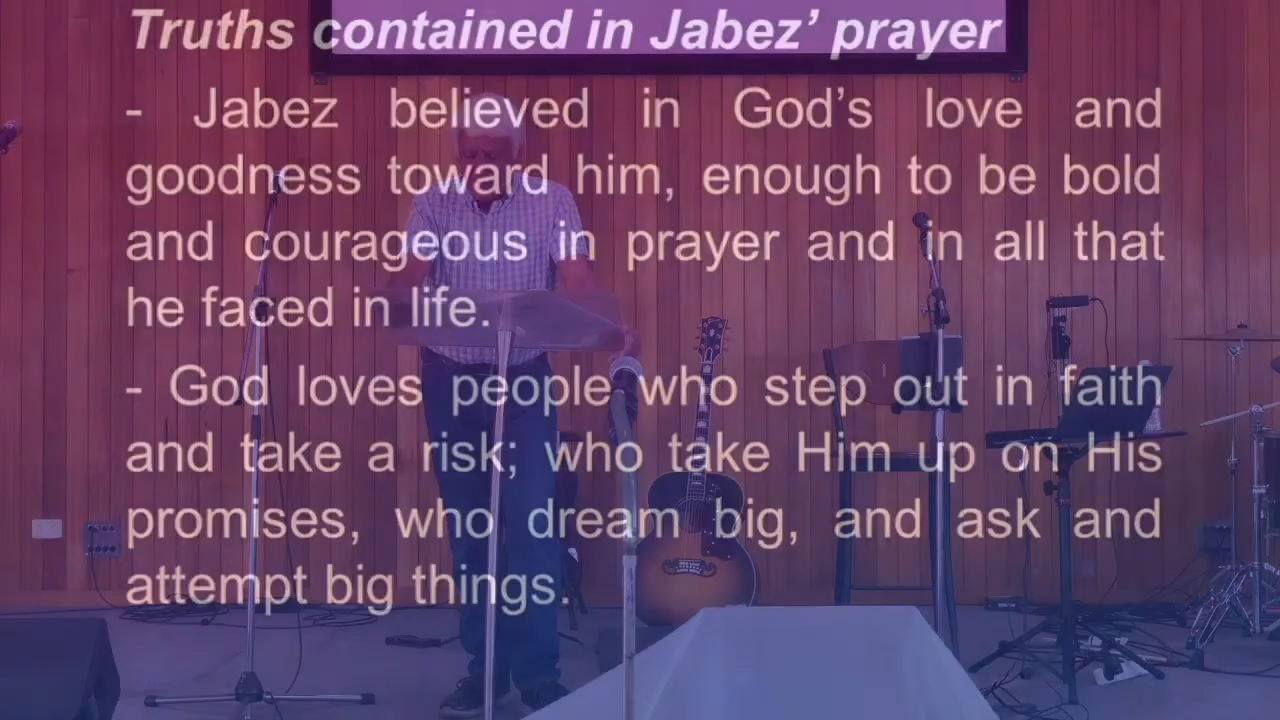 Truths contained in Jabez’ prayer
- Jabez believed in God’s love and
goodness toward him, enough to be bold
and courageous in prayer and in all that
he faced in life.
- God loves people who step out in faith
and take a risk; who take Him up on His
promises, who dream big, and ask and
attempt big things.